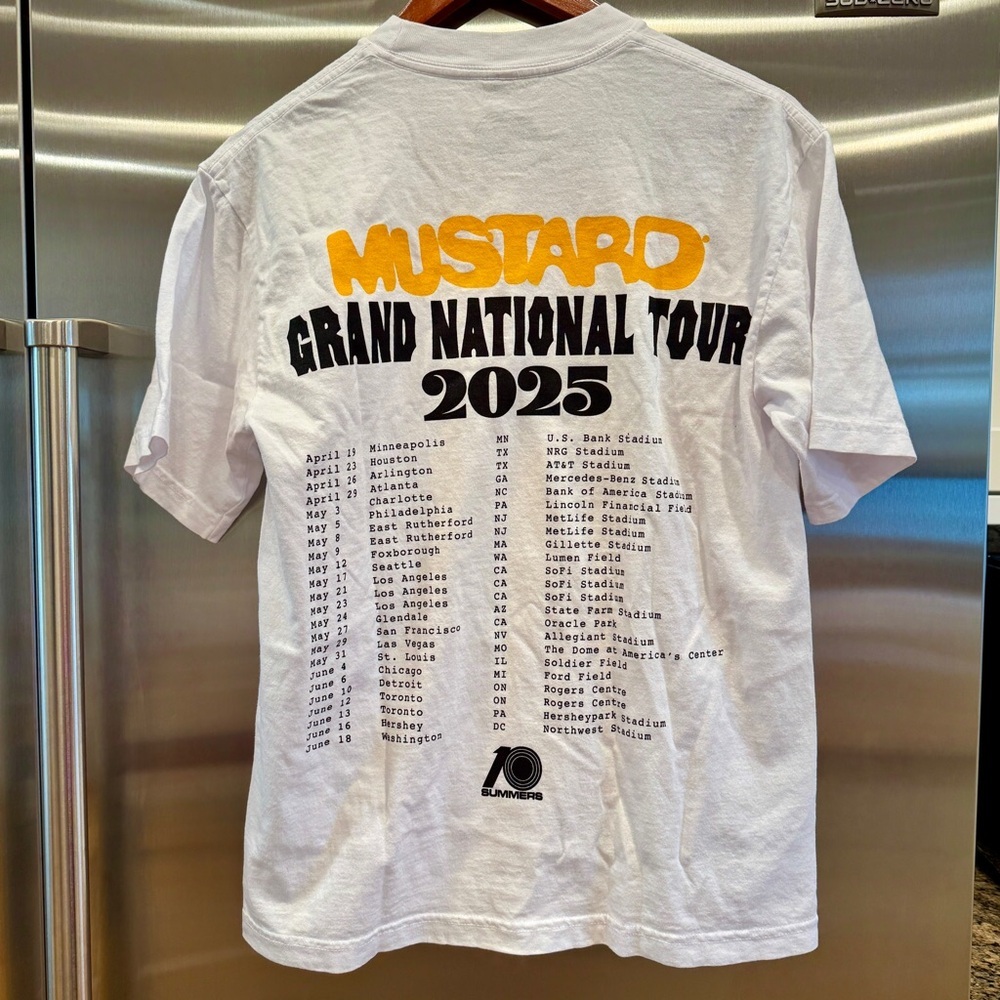 SUB-ZERO
MUSTARD
GRAND NATIONAL TOUR
2025
April 19 Minneapolis MN U.S. Bank Stadium
April 23 Houston TX NRG Stadium
April 26 Arlington TX AT&T Stadium
April 29 Atlanta GA Mercedes-Benz Stadium
May 3 Charlotte NC Bank of America Stadium
May 5 Philadelphia PA Lincoln Financial Field
May 8 East Rutherford NJ MetLife Stadium
May 9 East Rutherford NJ MetLife Stadium
May 12 Foxborough MA Gillette Stadium
May 17 Seattle WA Lumen Field
May 21 Los Angeles CA SoFi Stadium
May 23 Los Angeles CA SoFi Stadium
May 24 Los Angeles CA SoFi Stadium
May 27 Glendale AZ State Farm Stadium
May 29 San Francisco CA Oracle Park
May 31 Las Vegas NV Allegiant Stadium
June 4 St. Louis MO The Dome at America's Center
June 6 Chicago IL Soldier Field
June 10 Detroit MI Ford Field
June 12 Toronto ON Rogers Centre
June 13 Toronto ON Rogers Centre
June 16 Hershey PA Hersheypark Stadium
June 18 Washington DC Northwest Stadium
10
SUMMERS